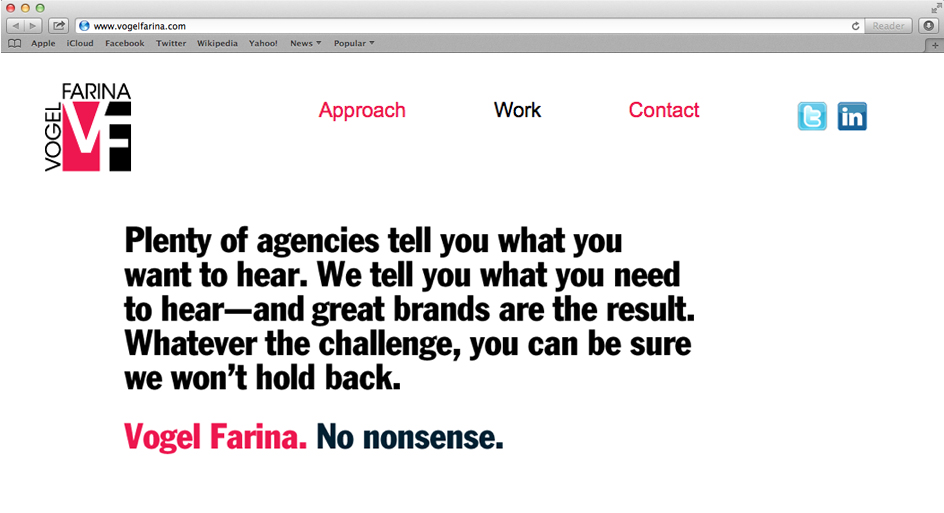 www.vogelfarina.com
Reader
Apple iCloud Facebook Twitter Wikipedia Yahoo! News Popular
FARINA
VOGEL
VF
Approach Work Contact
t in
Plenty of agencies tell you what you
want to hear. We tell you what you need
to hear—and great brands are the result.
Whatever the challenge, you can be sure
we won’t hold back.
Vogel Farina. No nonsense.